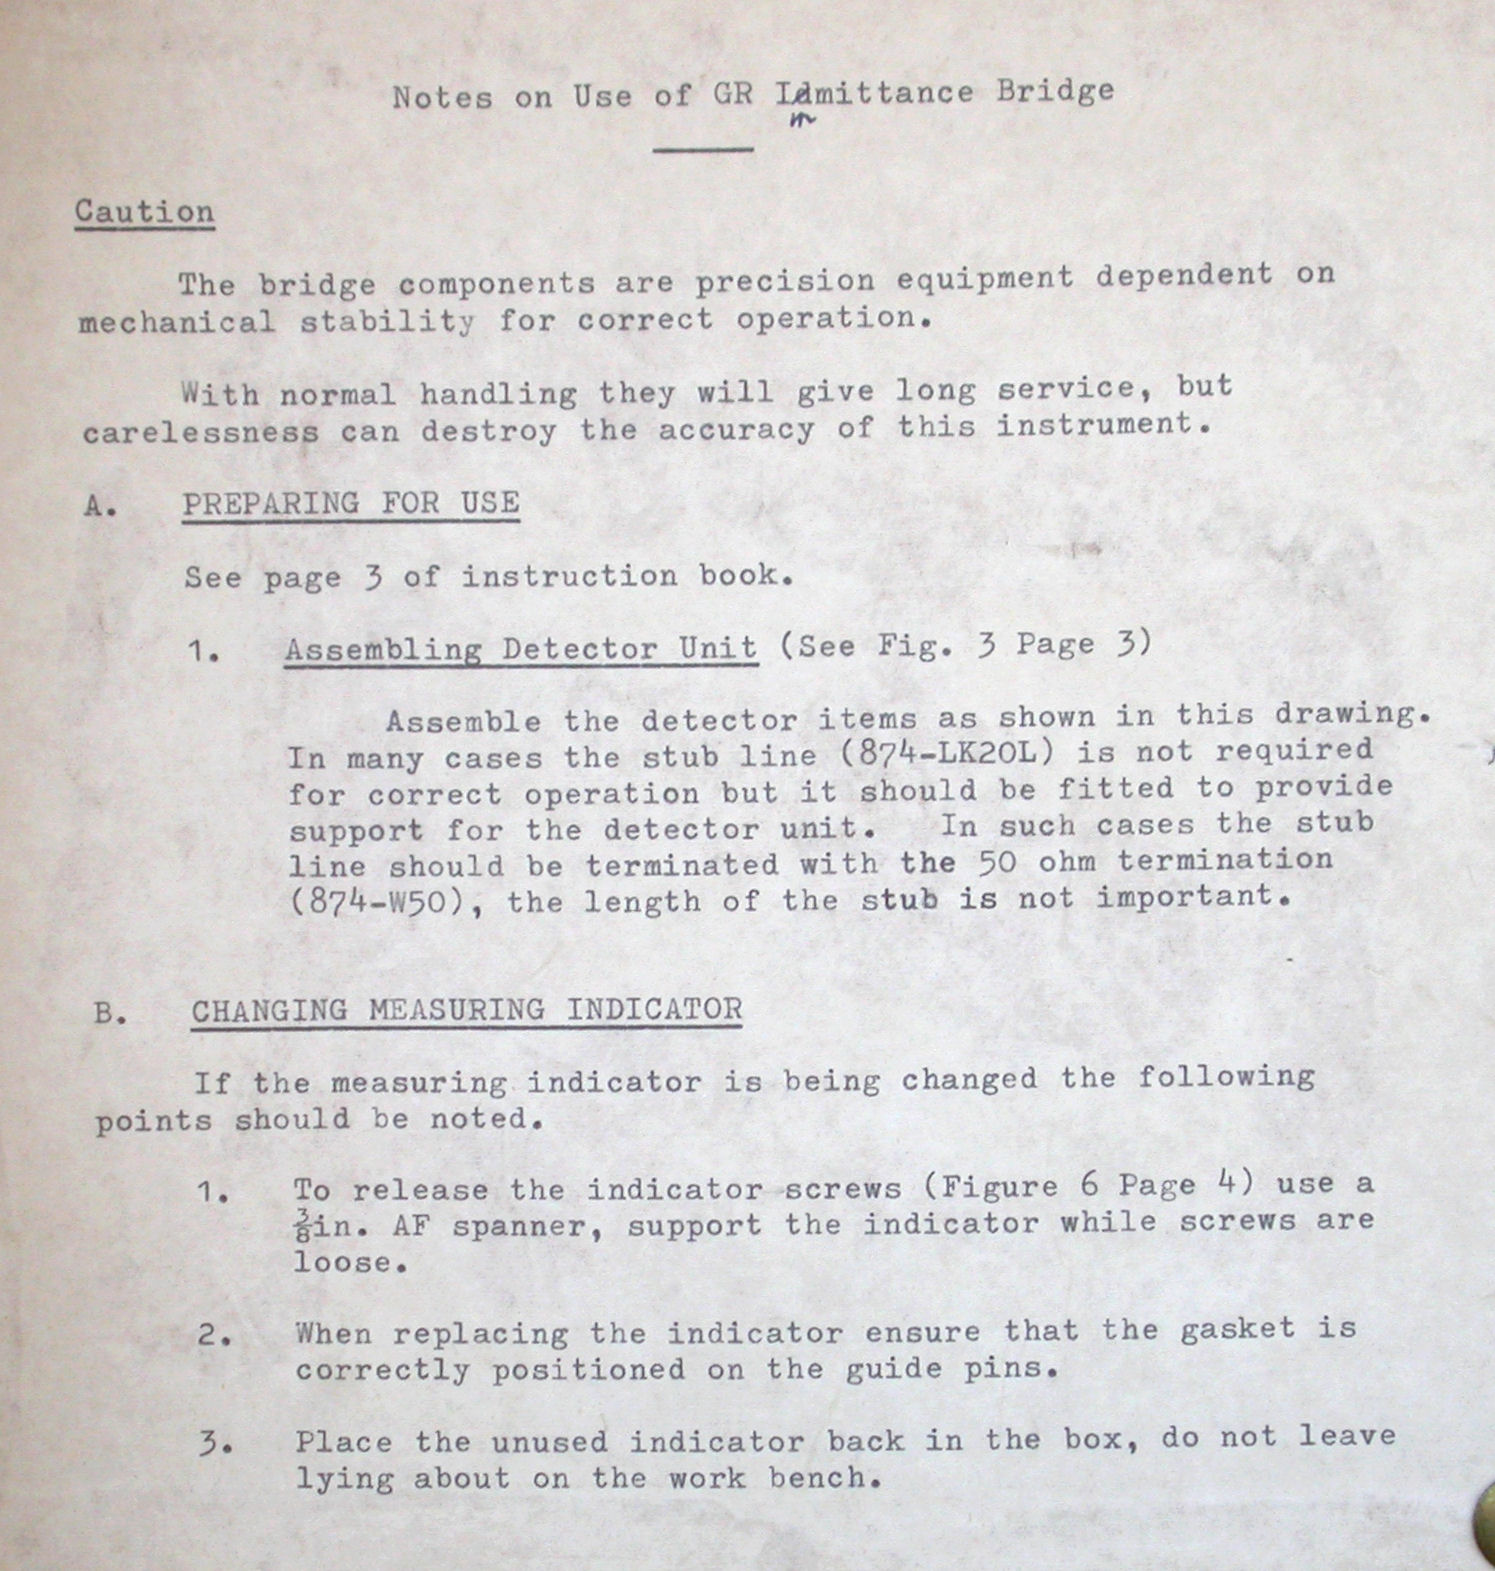 Notes on Use of GR Idmittance Bridge
m
Caution
The bridge components are precision equipment dependent on
mechanical stability for correct operation.
With normal handling they will give long service, but
carelessness can destroy the accuracy of this instrument.
A. PREPARING FOR USE
See page 3 of instruction book.
1. Assembling Detector Unit (See Fig. 3 Page 3)
Assemble the detector items as shown in this drawing.
In many cases the stub line (874-LK20L) is not required
for correct operation but it should be fitted to provide
support for the detector unit. In such cases the stub
line should be terminated with the 50 ohm termination
(874-W50), the length of the stub is not important.
B. CHANGING MEASURING INDICATOR
If the measuring indicator is being changed the following
points should be noted.
1. To release the indicator screws (Figure 6 Page 4) use a
⅜in. AF spanner, support the indicator while screws are
loose.
2. When replacing the indicator ensure that the gasket is
correctly positioned on the guide pins.
3. Place the unused indicator back in the box, do not leave
lying about on the work bench.